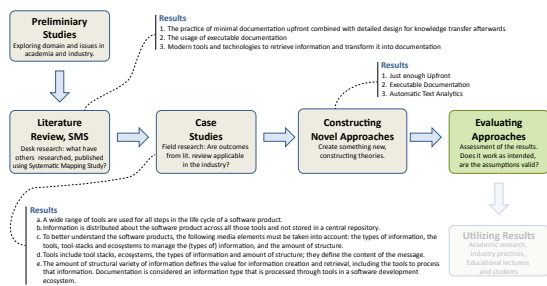 Preliminiary
Studies
Exploring domain and issues in
academia and industry.
Results
1. The practice of minimal documentation upfront combined with detailed design for knowledge transfer afterwards
2. The usage of executable documentation
3. Modern tools and technologies to retrieve information and transform it into documentation
Results
1. Just enough Upfront
2. Executable Documentation
3. Automatic Text Analytics
Literature
Review, SMS
Desk research: what have
others researched, published
using Systematic Mapping Study?
Case
Studies
Field research: Are outcomes
from lit. review applicable
in the industry?
Constructing
Novel Approaches
Create something new,
constructing theories.
Evaluating
Approaches
Assessment of the results.
Does it work as intended,
are the assumptions valid?
Results
a. A wide range of tools are used for all steps in the life cycle of a software product.
b. Information is distributed about the software product across all those tools and not stored in a central repository.
c. To better understand the software products, the following media elements must be taken into account: the types of information, the
tools, tool-stacks and ecosystems to manage the (types of) information, and the amount of structure.
d. Tools include tool stacks, ecosystems, the types of information and amount of structure; they define the content of the message.
e. The amount of structural variety of information defines the value for information creation and retrieval, including the tools to process
that information. Documentation is considered an information type that is processed through tools in a software development
ecosystem.
Utilizing Results
Academic research,
Industry practices,
Educational lecturers
and students